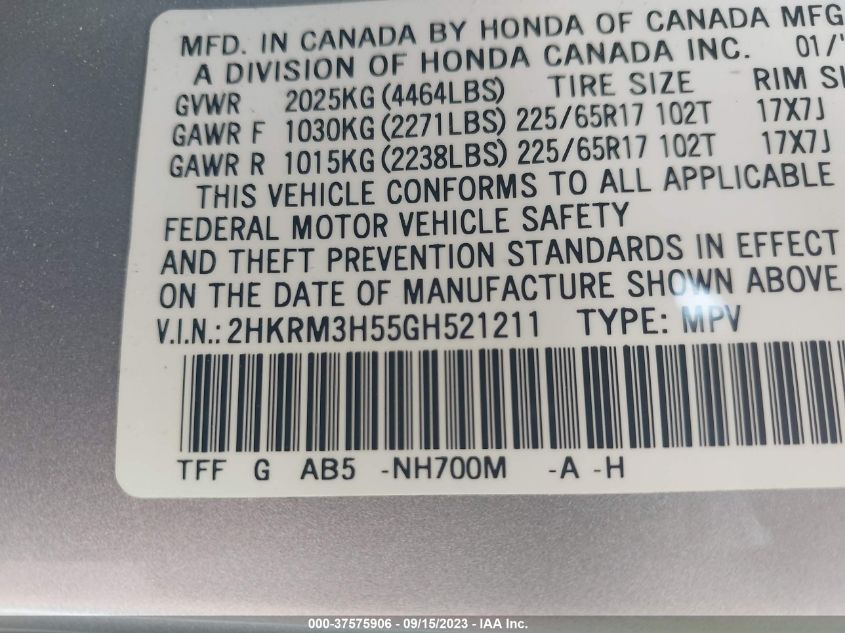 MFD. IN CANADA BY HONDA OF CANADA MFG
A DIVISION OF HONDA CANADA INC. 01/
GVWR 2025KG (4464LBS) TIRE SIZE RIM
GAWR F 1030KG (2271LBS) 225/65R17 102T 17X7J
GAWR R 1015KG (2238LBS) 225/65R17 102T 17X7J
THIS VEHICLE CONFORMS TO ALL APPLICABLE
FEDERAL MOTOR VEHICLE SAFETY
AND THEFT PREVENTION STANDARDS IN EFFECT
ON THE DATE OF MANUFACTURE SHOWN ABOVE
V.I.N.: 2HKRM3H55GH521211 TYPE: MPV
TFF G AB5 -NH700M -A -H
000-37575906 - 09/15/2023 - IAA Inc.